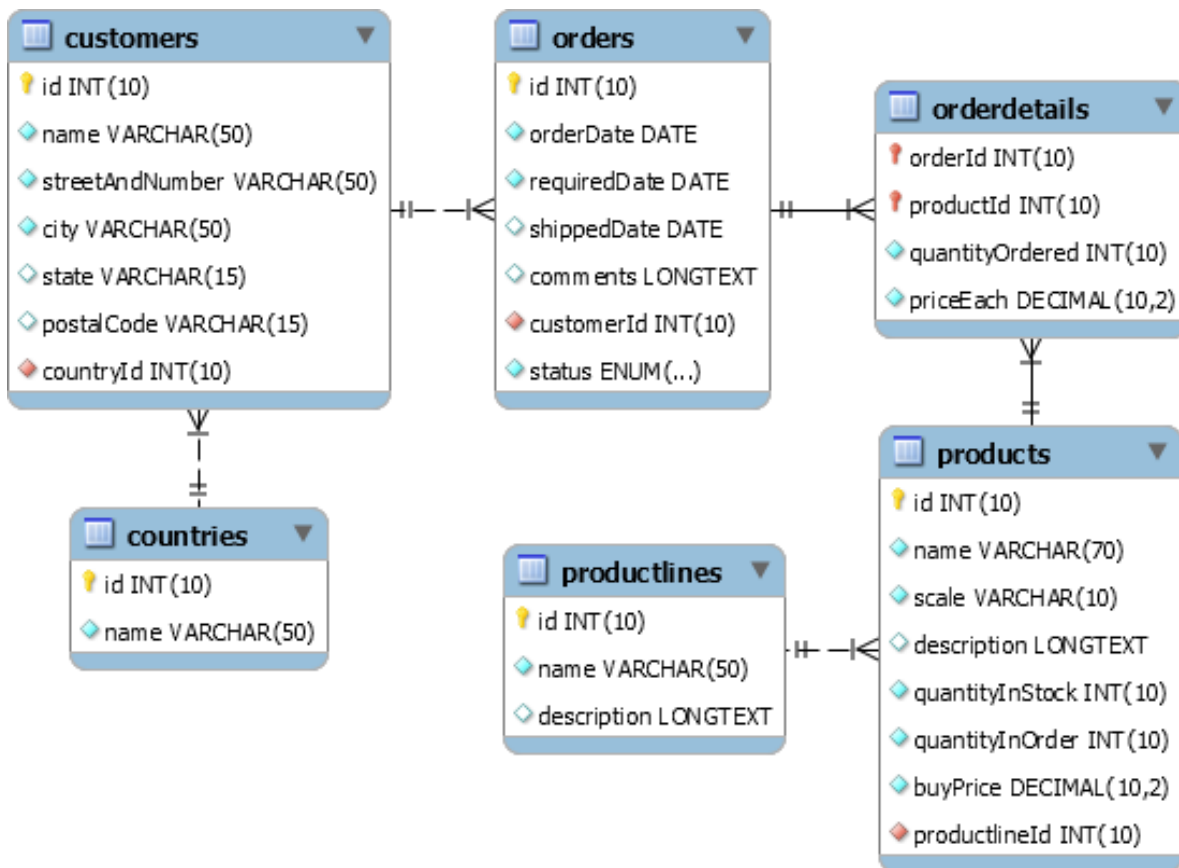 customers
id INT(10)
name VARCHAR(50)
streetAndNumber VARCHAR(50)
city VARCHAR(50)
state VARCHAR(15)
postalCode VARCHAR(15)
countryId INT(10)
orders
id INT(10)
orderDate DATE
requiredDate DATE
shippedDate DATE
comments LONGTEXT
customerId INT(10)
status ENUM(...)
orderdetails
orderId INT(10)
productId INT(10)
quantityOrdered INT(10)
priceEach DECIMAL(10,2)
countries
id INT(10)
name VARCHAR(50)
productlines
id INT(10)
name VARCHAR(50)
description LONGTEXT
products
id INT(10)
name VARCHAR(70)
scale VARCHAR(10)
description LONGTEXT
quantityInStock INT(10)
quantityInOrder INT(10)
buyPrice DECIMAL(10,2)
productlineId INT(10)